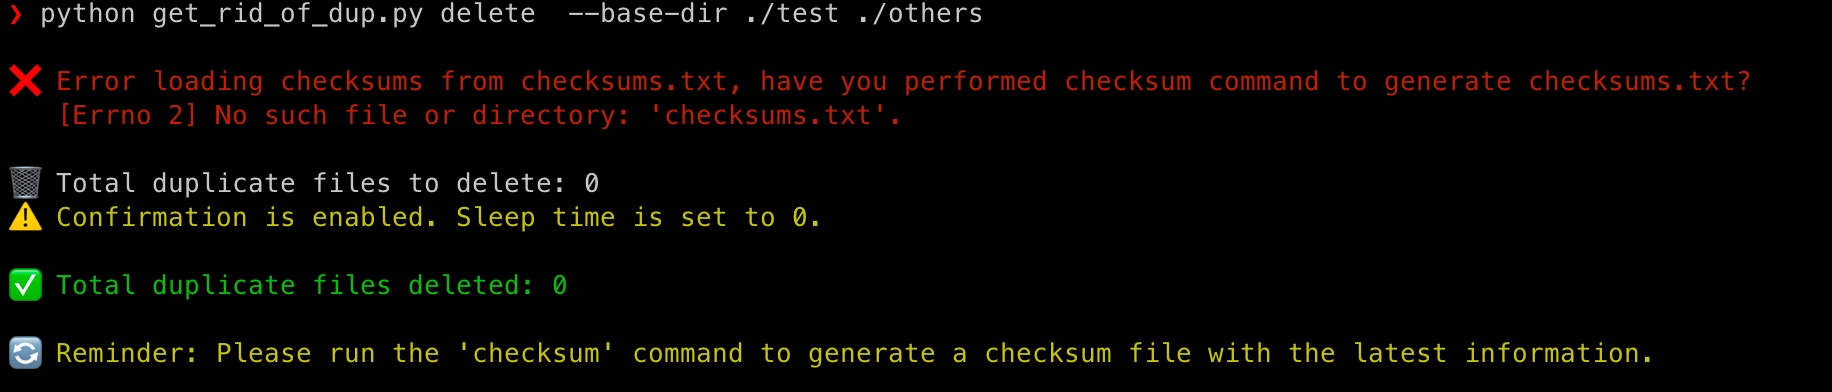 ❯ python get_rid_of_dup.py delete  --base-dir ./test ./others
❌ Error loading checksums from checksums.txt, have you performed checksum command to generate checksums.txt?
[Errno 2] No such file or directory: 'checksums.txt'.
🗑️ Total duplicate files to delete: 0
⚠️ Confirmation is enabled. Sleep time is set to 0.
✅ Total duplicate files deleted: 0
🔄 Reminder: Please run the 'checksum' command to generate a checksum file with the latest information.